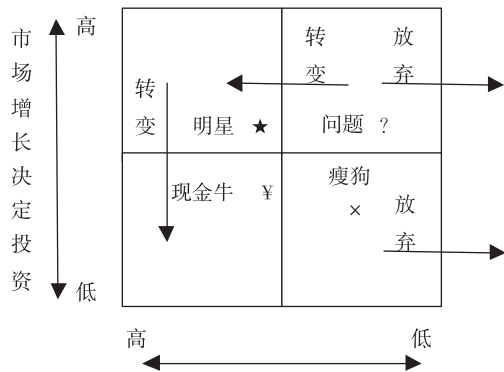 市场增长决定投资
高
低
转变
放弃
转变
明星 ★
问题 ?
现金牛 ¥
瘦狗
×
放弃
高
低